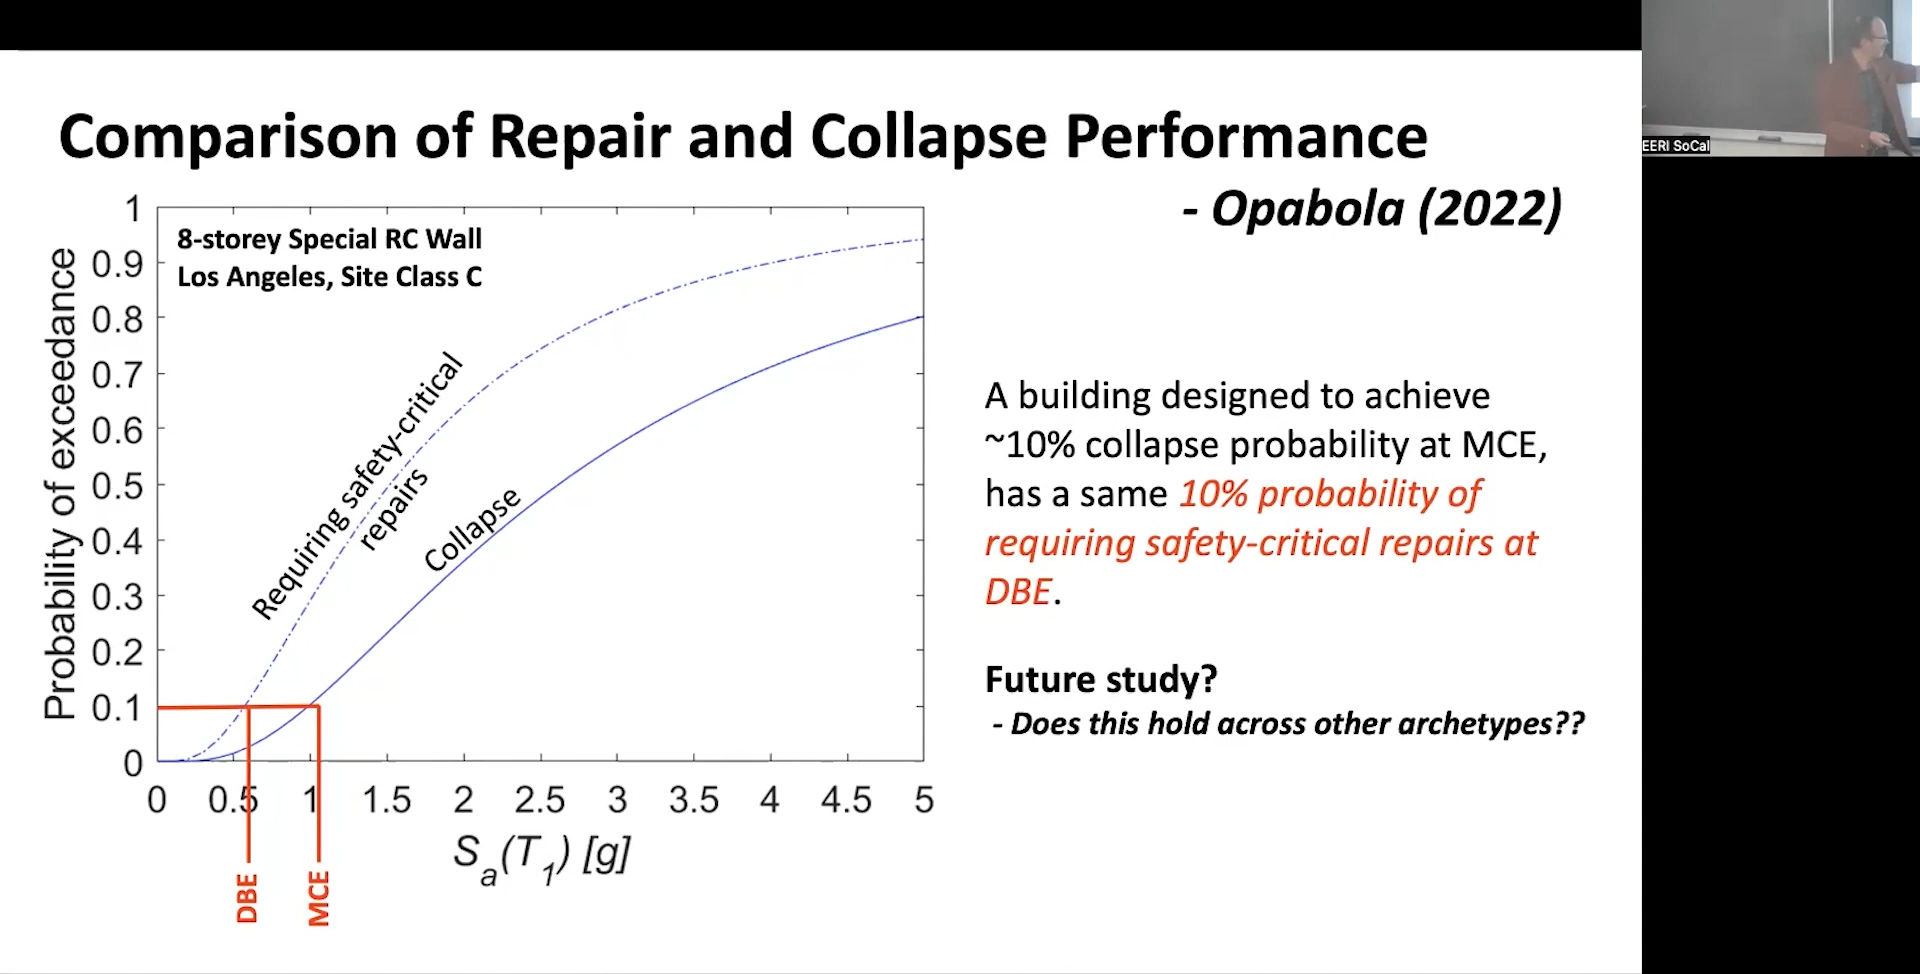 Comparison of Repair and Collapse Performance
- Opabola (2022)
EERI SoCal
8-storey Special RC Wall
Los Angeles, Site Class C
Probability of exceedance
1
0.9
0.8
0.7
0.6
0.5
0.4
0.3
0.2
0.1
0
Requiring safety-critical
repairs
Collapse
0 0.5 1 1.5 2 2.5 3 3.5 4 4.5 5
Sa(T1) [g]
DBE
MCE
A building designed to achieve
~10% collapse probability at MCE,
has a same 10% probability of
requiring safety-critical repairs at
DBE.
Future study?
- Does this hold across other archetypes??